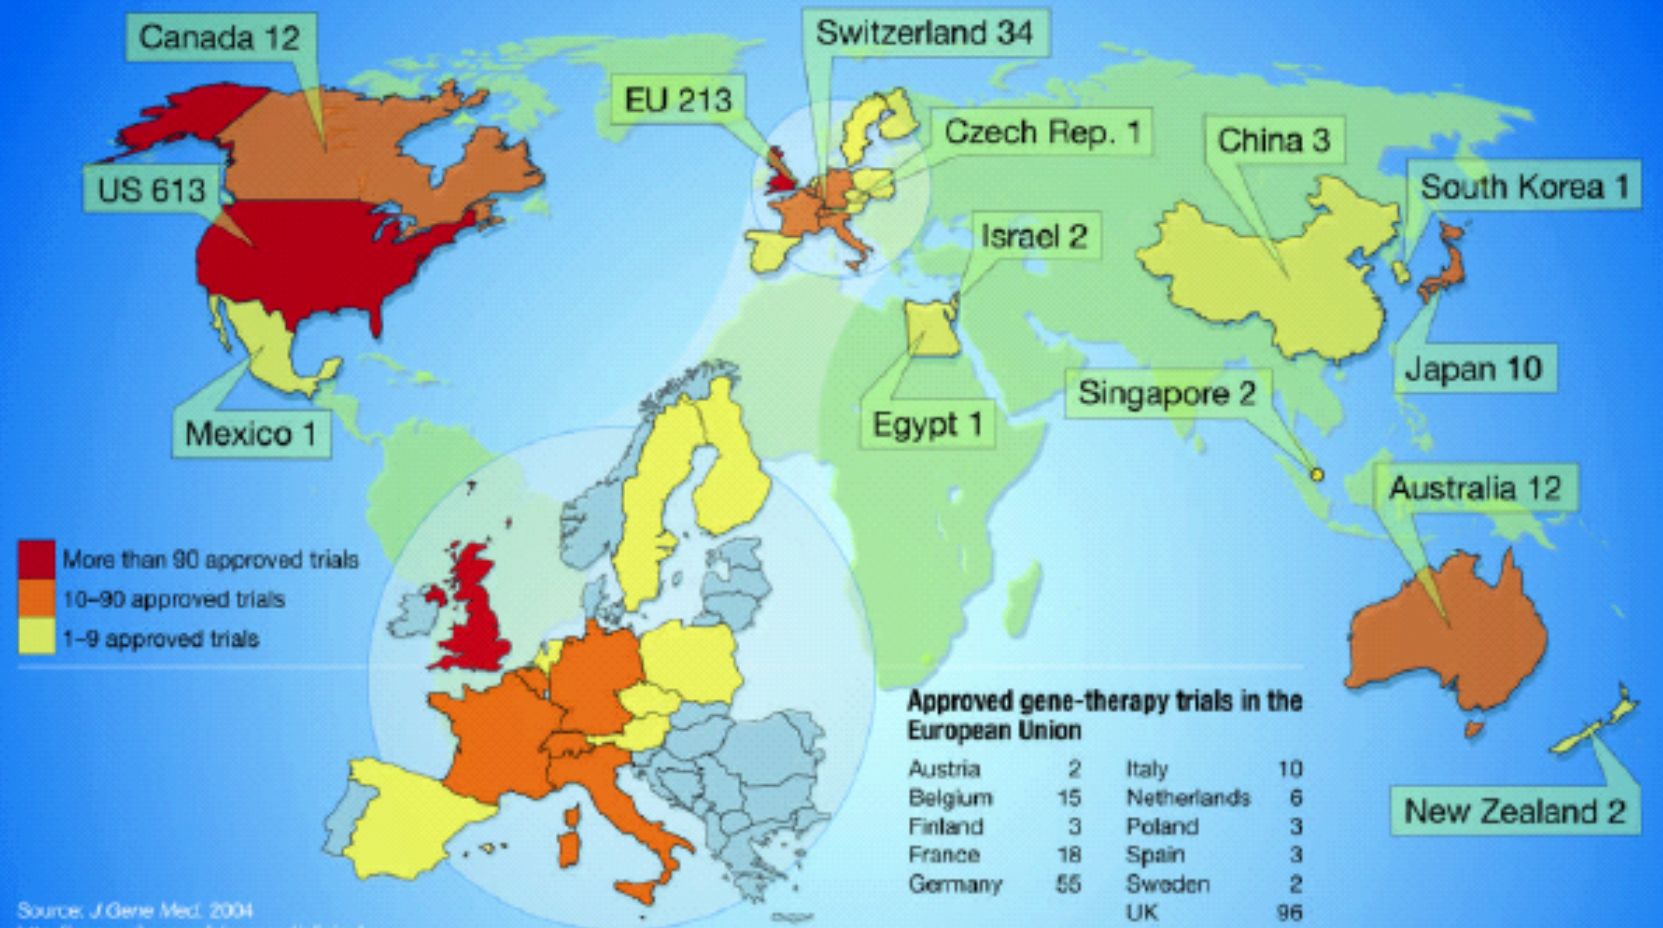 Canada 12
Switzerland 34
EU 213
Czech Rep. 1
China 3
South Korea 1
US 613
Israel 2
Japan 10
Singapore 2
Egypt 1
Mexico 1
Australia 12
More than 90 approved trials
10–90 approved trials
1–9 approved trials
New Zealand 2
Approved gene-therapy trials in the
European Union
Austria 2 Italy 10
Belgium 15 Netherlands 6
Finland 3 Poland 3
France 18 Spain 3
Germany 55 Sweden 2
UK 96
Source: J Gene Med. 2004